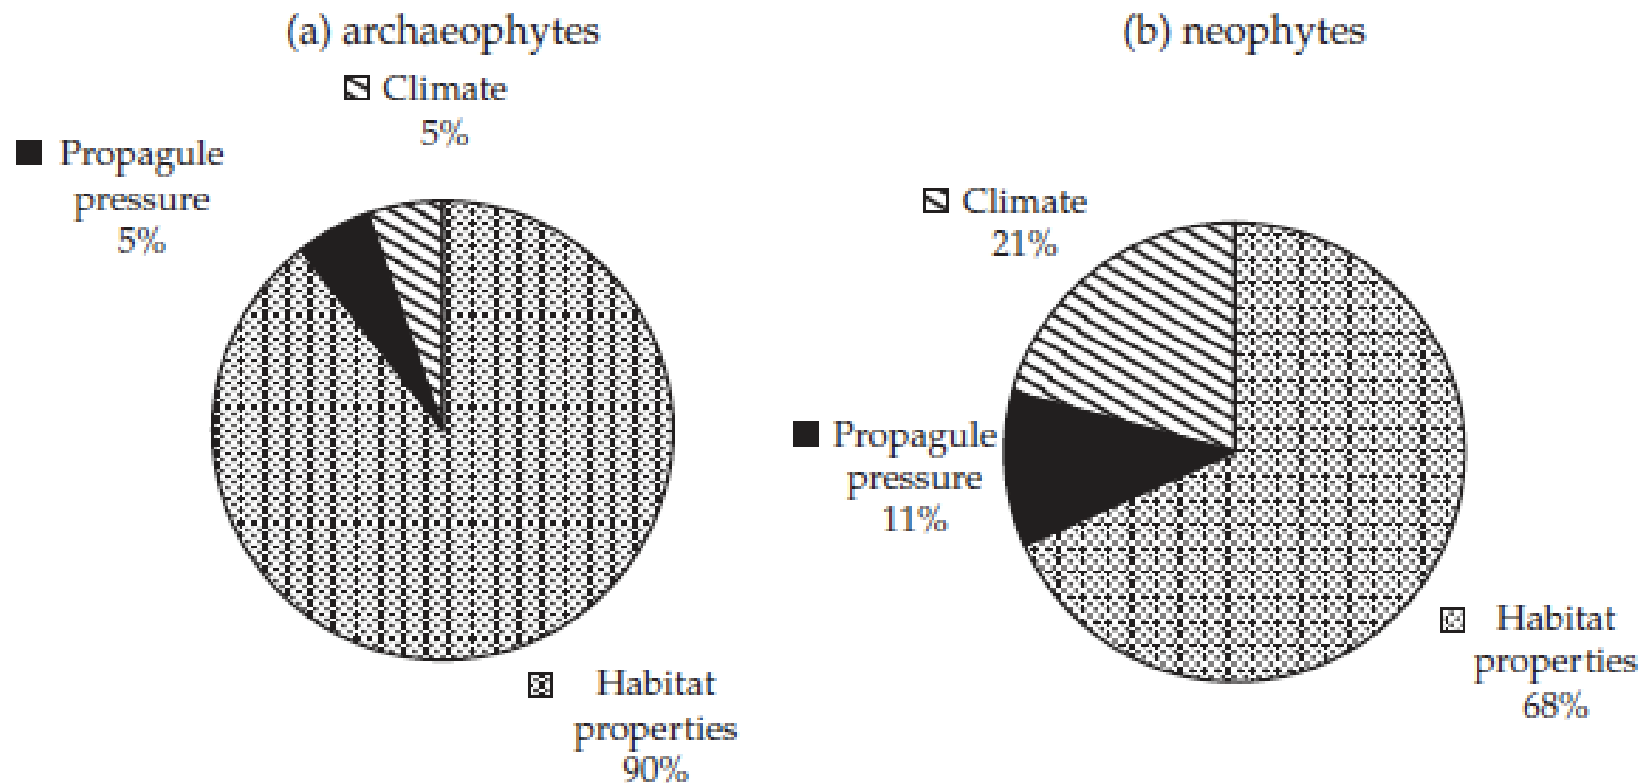 (a) archaeophytes
Climate
5%
Propagule
pressure
5%
Habitat
properties
90%
(b) neophytes
Climate
21%
Propagule
pressure
11%
Habitat
properties
68%